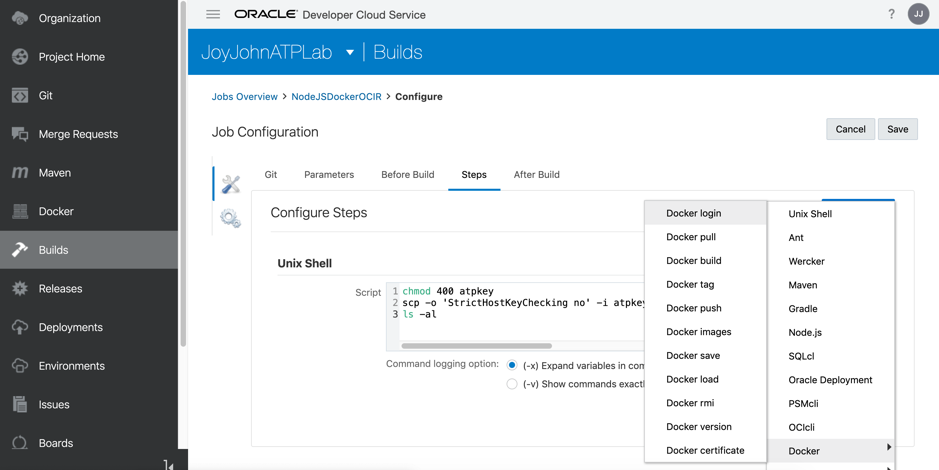 Organization
Project Home
Git
Merge Requests
Maven
Docker
Builds
Releases
Deployments
Environments
Issues
Boards
ORACLE® Developer Cloud Service
? JJ
JoyJohnATPLab | Builds
Jobs Overview > NodeJSDockerOCIR > Configure
Job Configuration
Cancel Save
Git Parameters Before Build Steps After Build
Configure Steps
Unix Shell
Script
1 chmod 400 atpkey
2 scp -o 'StrictHostKeyChecking no' -i atpkey
3 ls -al
Command logging option: (-x) Expand variables in com
(-v) Show commands exactl
Docker login
Docker pull
Docker build
Docker tag
Docker push
Docker images
Docker save
Docker load
Docker rmi
Docker version
Docker certificate
Unix Shell
Ant
Wercker
Maven
Gradle
Node.js
SQLcl
Oracle Deployment
PSMcli
OCIcli
Docker